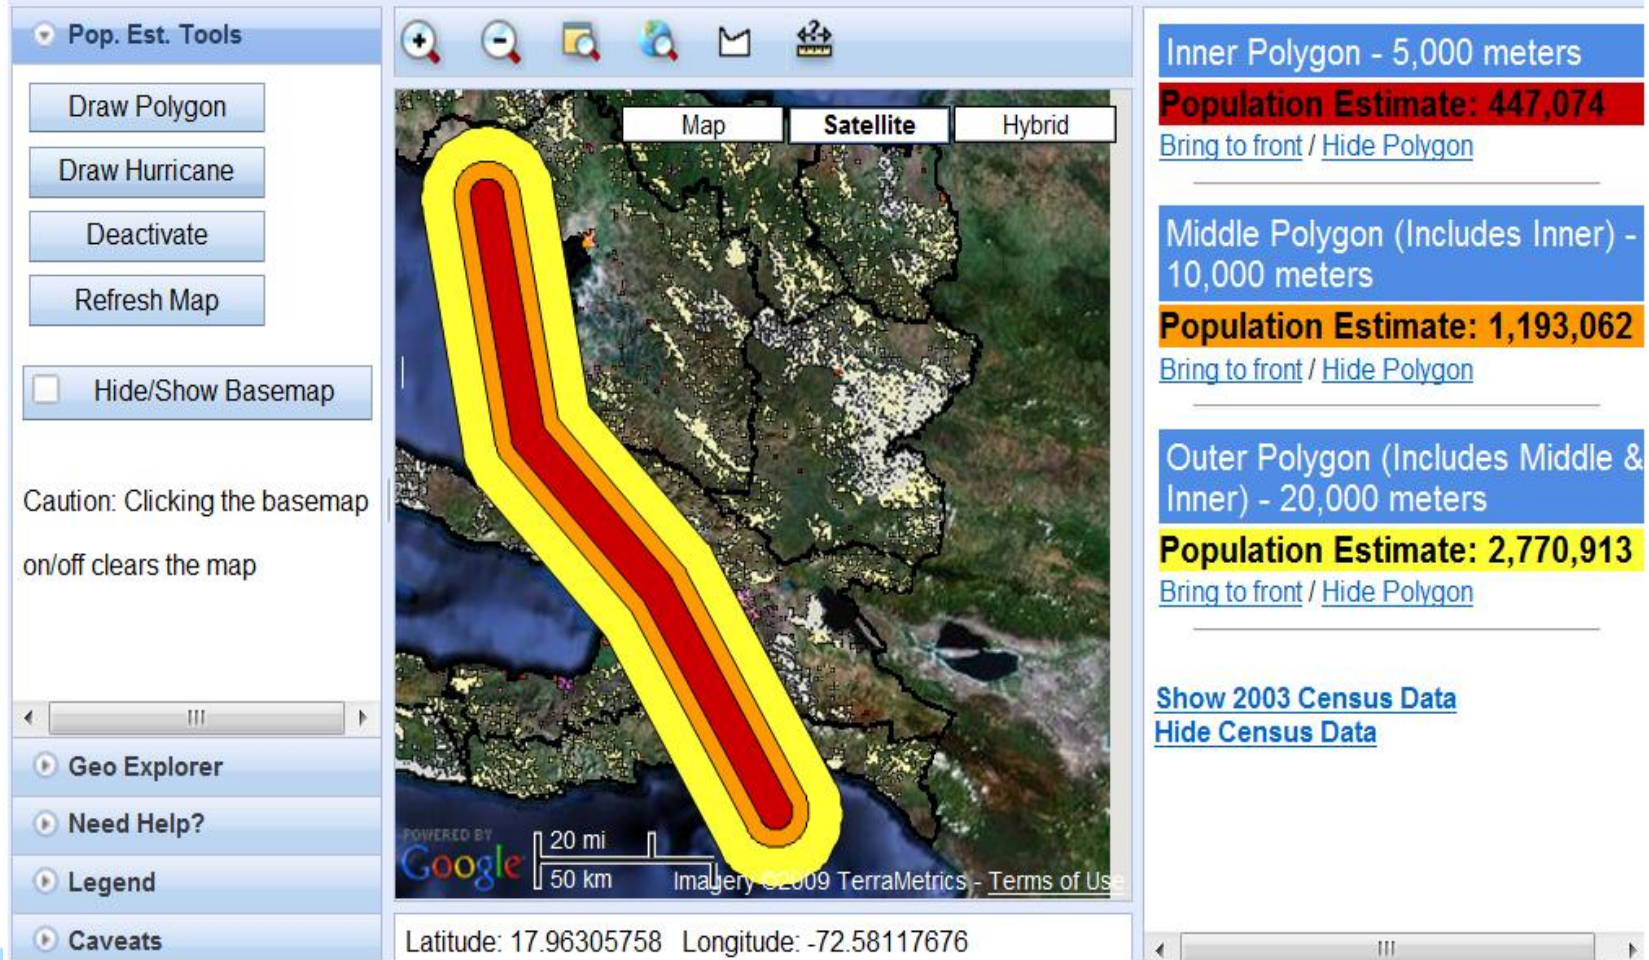 Pop. Est. Tools
Draw Polygon
Draw Hurricane
Deactivate
Refresh Map
Hide/Show Basemap
Caution: Clicking the basemap
on/off clears the map
Geo Explorer
Need Help?
Legend
Caveats
Map
Satellite
Hybrid
POWERED BY
Google
20 mi
50 km
Imagery ©2009 TerraMetrics - Terms of Use
Latitude: 17.96305758 Longitude: -72.58117676
Inner Polygon - 5,000 meters
Population Estimate: 447,074
Bring to front / Hide Polygon
Middle Polygon (Includes Inner) -
10,000 meters
Population Estimate: 1,193,062
Bring to front / Hide Polygon
Outer Polygon (Includes Middle &
Inner) - 20,000 meters
Population Estimate: 2,770,913
Bring to front / Hide Polygon
Show 2003 Census Data
Hide Census Data